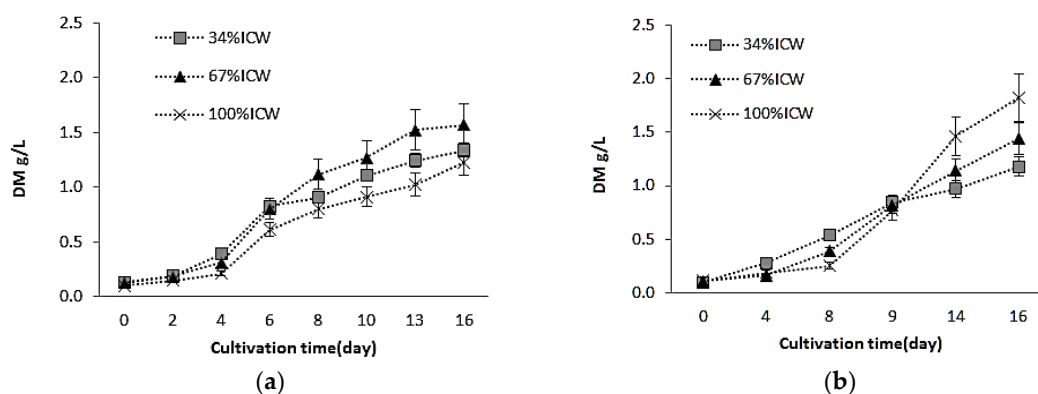 2.5
2.0
1.5
1.0
0.5
0.0
DM g/L
34%ICW
67%ICW
100%ICW
0 2 4 6 8 10 13 16
Cultivation time(day)
(a)
2.5
2.0
1.5
1.0
0.5
0.0
DM g/L
34%ICW
67%ICW
100%ICW
0 4 8 9 14 16
Cultivation time(day)
(b)